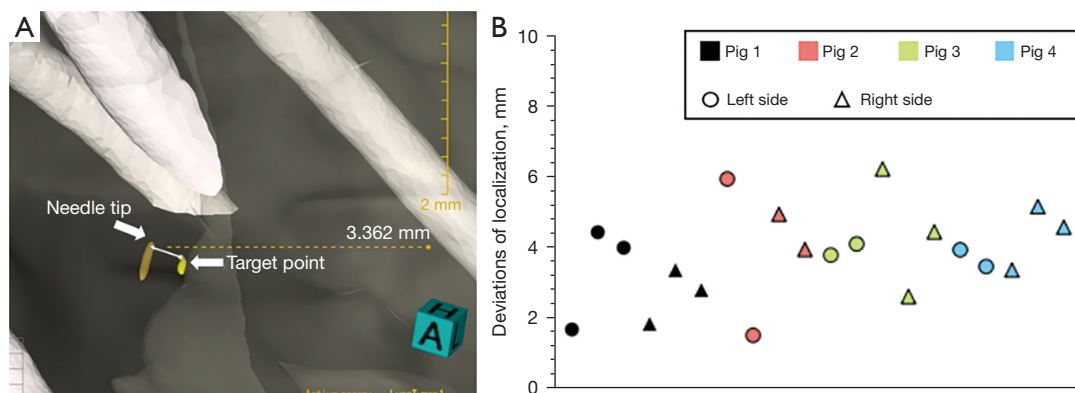 A
Needle tip
3.362 mm
Target point
2 mm
H
A
L
B
Deviations of localization, mm
10
8
6
4
2
0
Pig 1
Pig 2
Pig 3
Pig 4
Left side
Right side